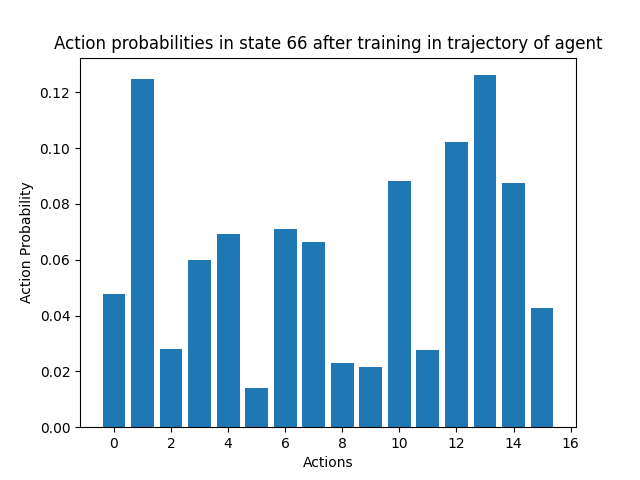 Action probabilities in state 66 after training in trajectory of agent
0.12
0.10
0.08
0.06
0.04
0.02
0.00
Action Probability
0 2 4 6 8 10 12 14 16
Actions